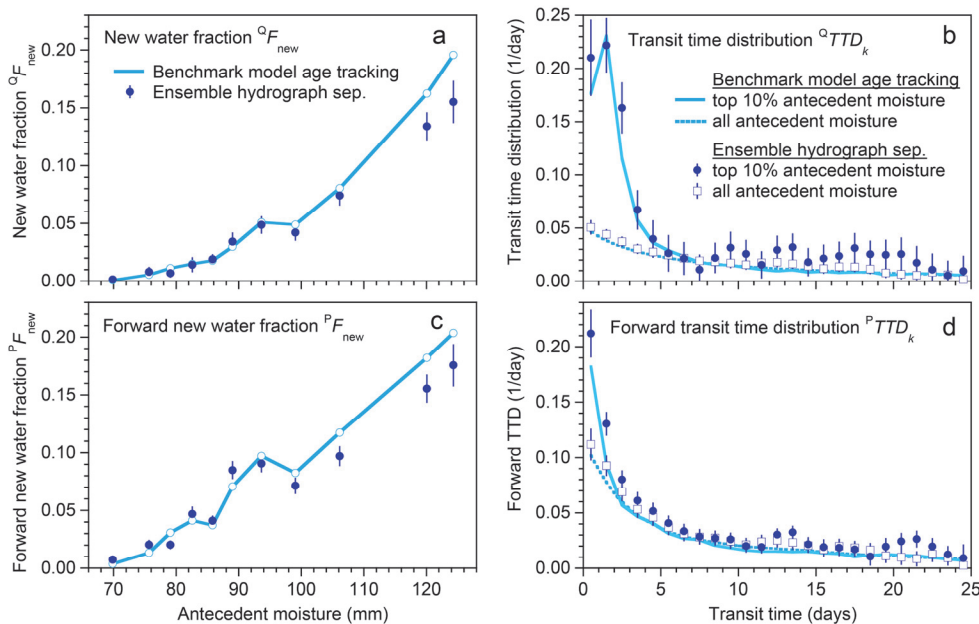 New water fraction QFnew
a
Benchmark model age tracking
Ensemble hydrograph sep.
New water fraction QFnew
0.20
0.15
0.10
0.05
0.00
Transit time distribution QTTDk
b
Benchmark model age tracking
top 10% antecedent moisture
all antecedent moisture
Ensemble hydrograph sep.
top 10% antecedent moisture
all antecedent moisture
Transit time distribution (1/day)
0.25
0.20
0.15
0.10
0.05
0.00
Forward new water fraction PFnew
c
Forward new water fraction PFnew
0.20
0.15
0.10
0.05
0.00
70 80 90 100 110 120
Antecedent moisture (mm)
Forward transit time distribution PTTDk
d
Forward TTD (1/day)
0.20
0.15
0.10
0.05
0.00
0 5 10 15 20 25
Transit time (days)